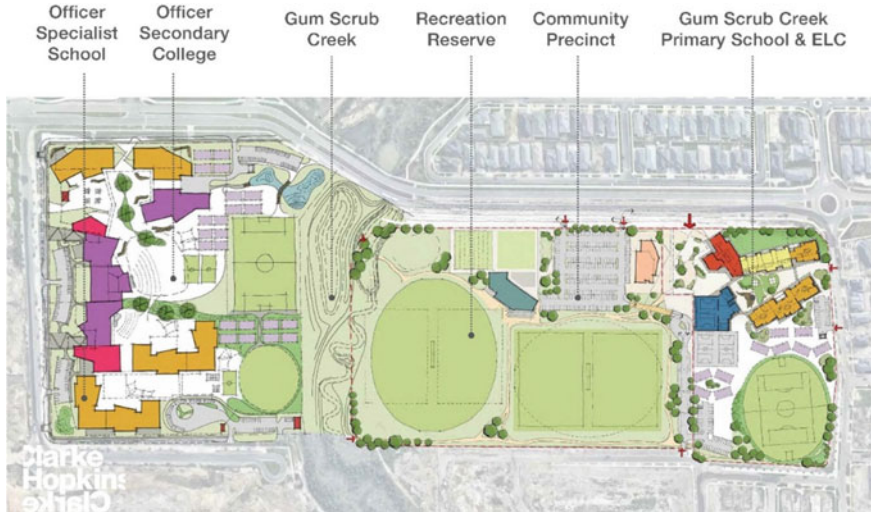 Officer
Specialist
School
Officer
Secondary
College
Gum Scrub
Creek
Recreation
Reserve
Community
Precinct
Gum Scrub Creek
Primary School & ELC
Clarke
Hopkins
Clarke